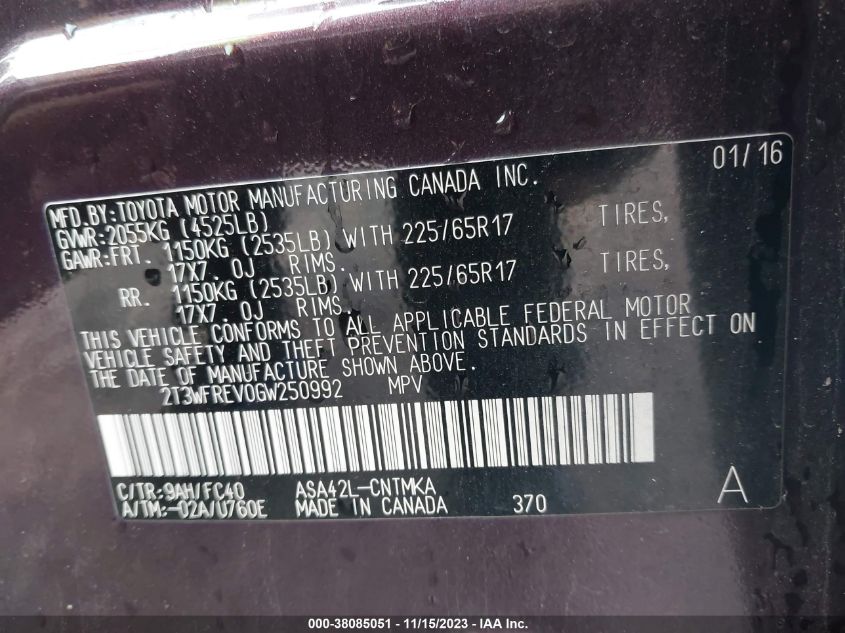 01/16
MFD.BY:TOYOTA MOTOR MANUFACTURING CANADA INC.
GVWR:2055KG (4525LB)
GAWR:FRT. 1150KG (2535LB) WITH 225/65R17 TIRES,
17X7. 0J RIMS.
RR. 1150KG (2535LB) WITH 225/65R17 TIRES,
17X7. 0J RIMS.
THIS VEHICLE CONFORMS TO ALL APPLICABLE FEDERAL MOTOR
VEHICLE SAFETY AND THEFT PREVENTION STANDARDS IN EFFECT ON
THE DATE OF MANUFACTURE SHOWN ABOVE.
2T3WFREV0GW250992 MPV
C/TR:9AH/FC40 ASA42L-CNTMKA
A/TM:-02A/U760E MADE IN CANADA 370 A
000-38085051 - 11/15/2023 - IAA Inc.